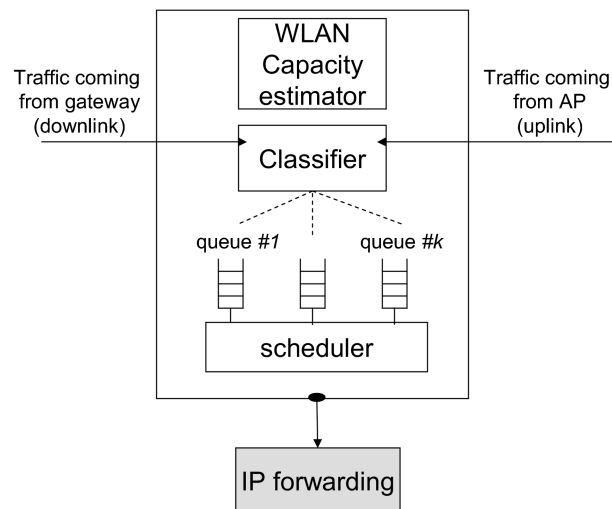 WLAN
Capacity
estimator
Traffic coming
from gateway
(downlink)
Traffic coming
from AP
(uplink)
Classifier
queue #1
queue #k
scheduler
IP forwarding